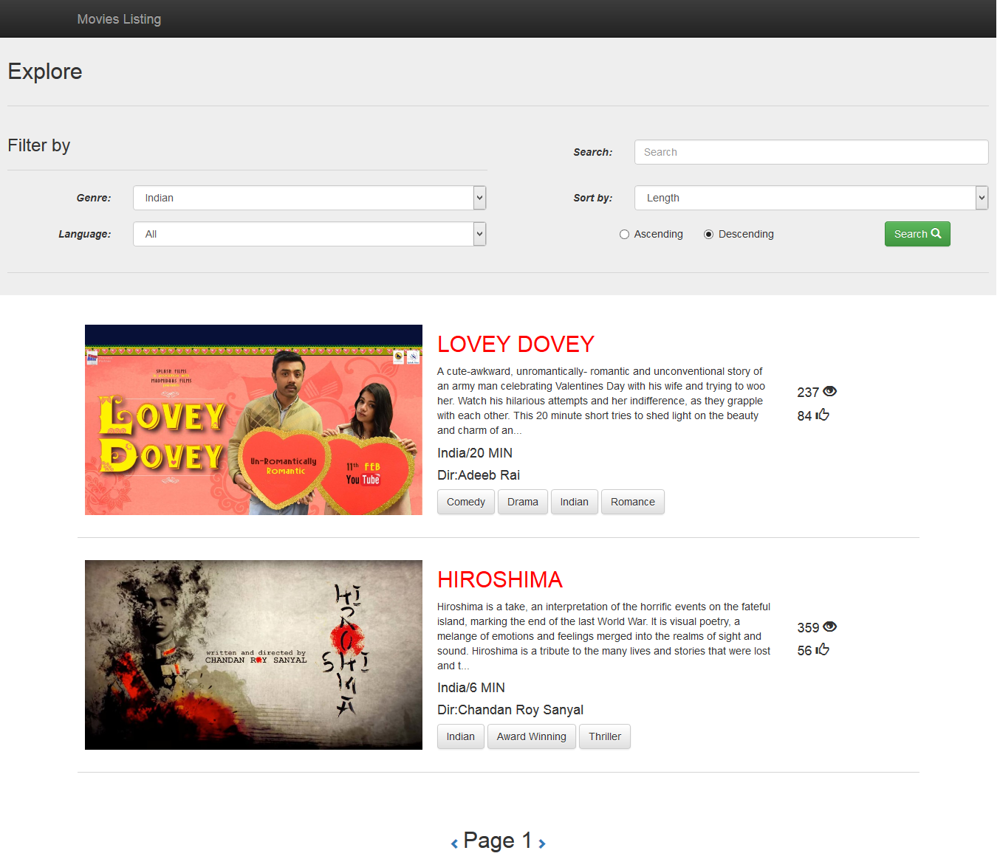 Movies Listing
Explore
Filter by
Search:
Search
Genre:
Indian
Sort by:
Length
Language:
All
Ascending
Descending
Search
SPLASH FILMS
MADMIDAAS FILMS
LOVEY
DOVEY
Un-Romantically
Romantic
11th FEB
YouTube
LOVEY DOVEY
A cute-awkward, unromantically- romantic and unconventional story of
an army man celebrating Valentines Day with his wife and trying to woo
her. Watch his hilarious attempts and her indifference, as they grapple
with each other. This 20 minute short tries to shed light on the beauty
and charm of an...
India/20 MIN
Dir:Adeeb Rai
Comedy
Drama
Indian
Romance
237
84
written and directed by
CHANDAN ROY SANYAL
HIROSHIMA
HIROSHIMA
Hiroshima is a take, an interpretation of the horrific events on the fateful
island, marking the end of the last World War. It is visual poetry, a
melange of emotions and feelings merged into the realms of sight and
sound. Hiroshima is a tribute to the many lives and stories that were lost
and t...
India/6 MIN
Dir:Chandan Roy Sanyal
Indian
Award Winning
Thriller
359
56
Page 1